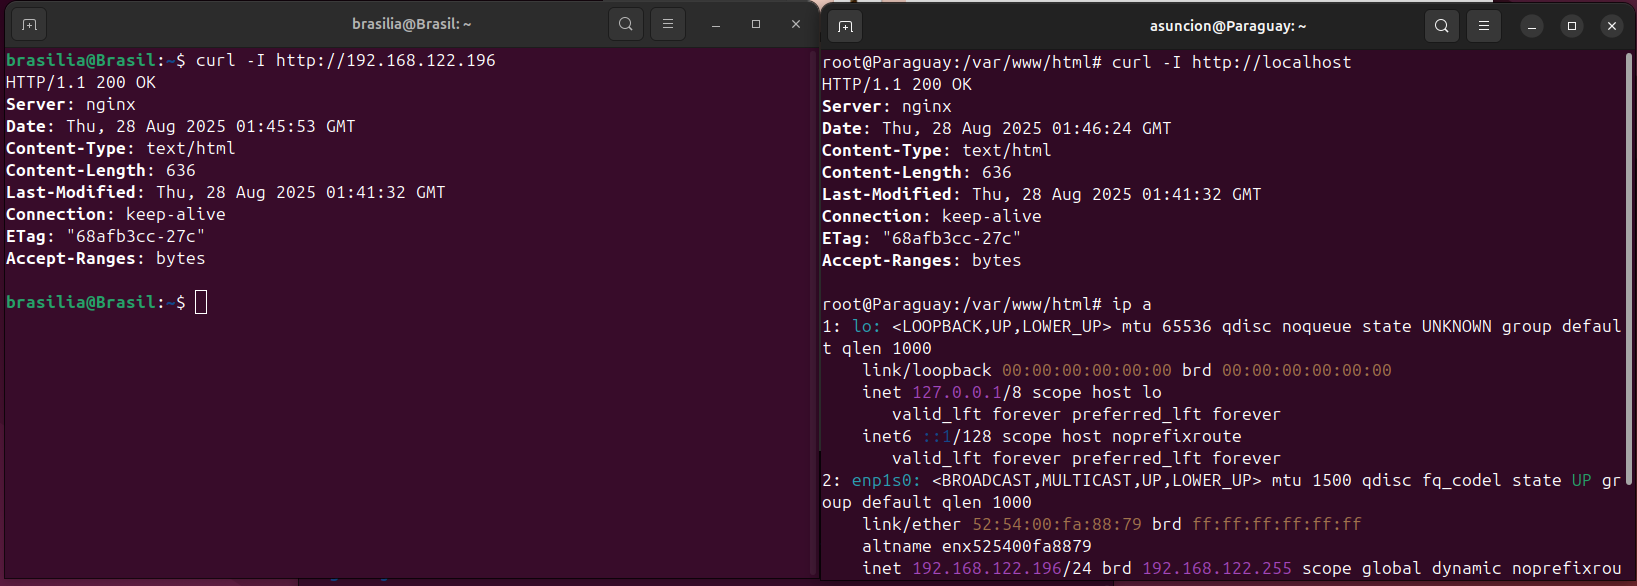 brasilia@Brasil: ~
brasilia@Brasil:~$ curl -I http://192.168.122.196
HTTP/1.1 200 OK
Server: nginx
Date: Thu, 28 Aug 2025 01:45:53 GMT
Content-Type: text/html
Content-Length: 636
Last-Modified: Thu, 28 Aug 2025 01:41:32 GMT
Connection: keep-alive
ETag: "68afb3cc-27c"
Accept-Ranges: bytes
brasilia@Brasil:~$
asuncion@Paraguay: ~
root@Paraguay:/var/www/html# curl -I http://localhost
HTTP/1.1 200 OK
Server: nginx
Date: Thu, 28 Aug 2025 01:46:24 GMT
Content-Type: text/html
Content-Length: 636
Last-Modified: Thu, 28 Aug 2025 01:41:32 GMT
Connection: keep-alive
ETag: "68afb3cc-27c"
Accept-Ranges: bytes
root@Paraguay:/var/www/html# ip a
1: lo: <LOOPBACK,UP,LOWER_UP> mtu 65536 qdisc noqueue state UNKNOWN group defaul
t qlen 1000
link/loopback 00:00:00:00:00:00 brd 00:00:00:00:00:00
inet 127.0.0.1/8 scope host lo
valid_lft forever preferred_lft forever
inet6 ::1/128 scope host noprefixroute
valid_lft forever preferred_lft forever
2: enp1s0: <BROADCAST,MULTICAST,UP,LOWER_UP> mtu 1500 qdisc fq_codel state UP gr
oup default qlen 1000
link/ether 52:54:00:fa:88:79 brd ff:ff:ff:ff:ff:ff
altname enx525400fa8879
inet 192.168.122.196/24 brd 192.168.122.255 scope global dynamic noprefixrou